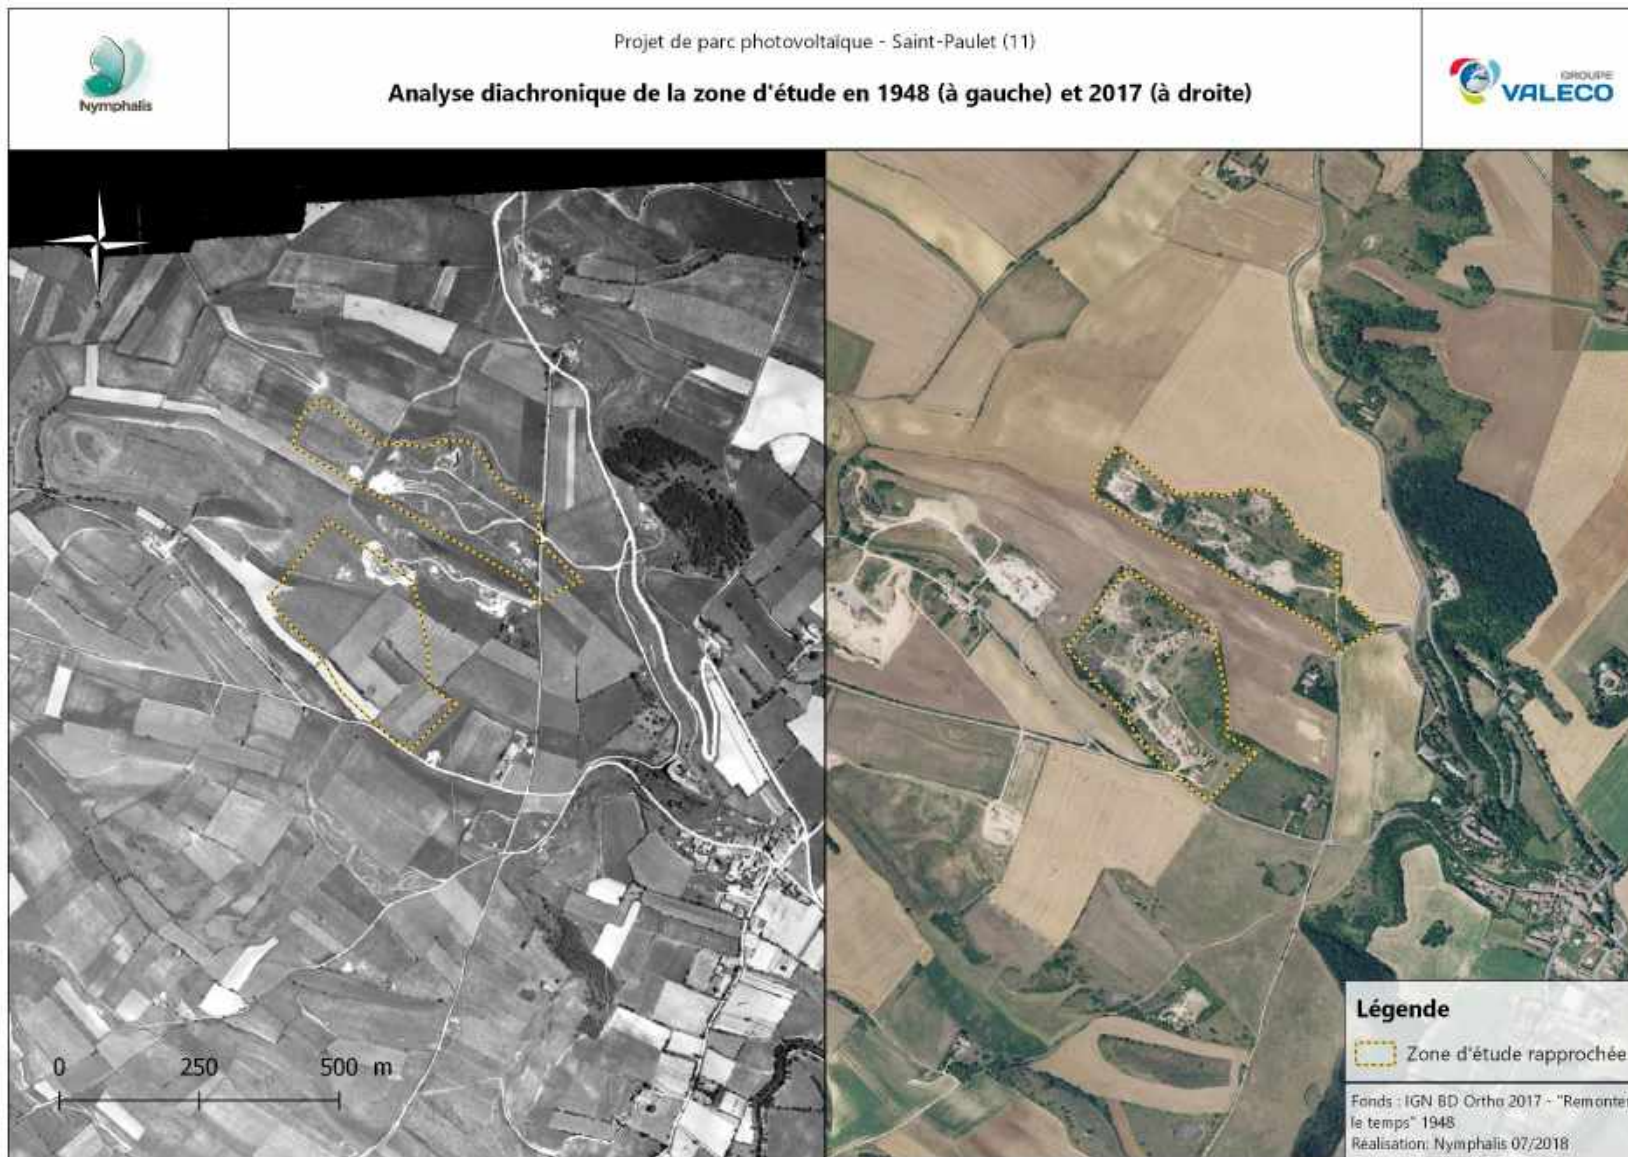 Nymphalis
Projet de parc photovoltaïque - Saint-Paulet (11)
Analyse diachronique de la zone d'étude en 1948 (à gauche) et 2017 (à droite)
GROUPE
VALECO
0 250 500 m
Légende
Zone d'étude rapprochée
Fonds : IGN BD Ortho 2017 - "Remonter
le temps" 1948
Réalisation: Nymphalis 07/2018